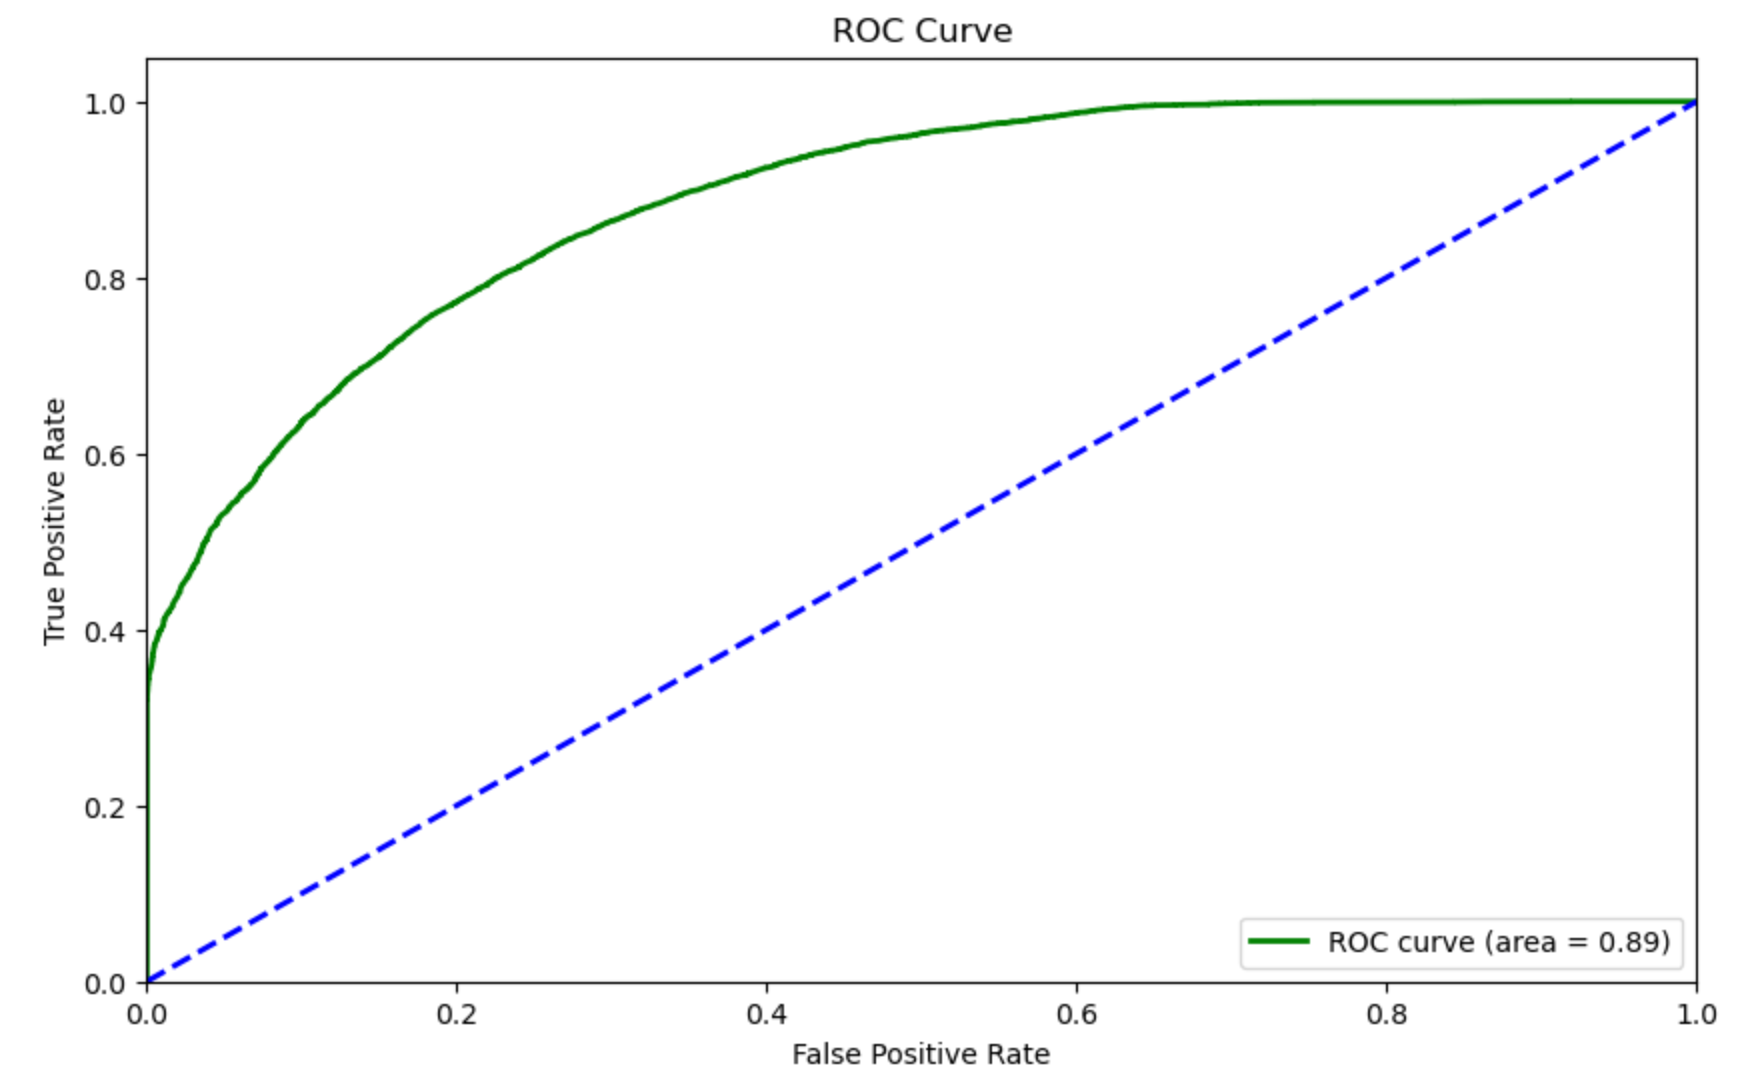 ROC Curve
1.0
0.8
0.6
0.4
0.2
0.0
True Positive Rate
ROC curve (area = 0.89)
0.0 0.2 0.4 0.6 0.8 1.0
False Positive Rate